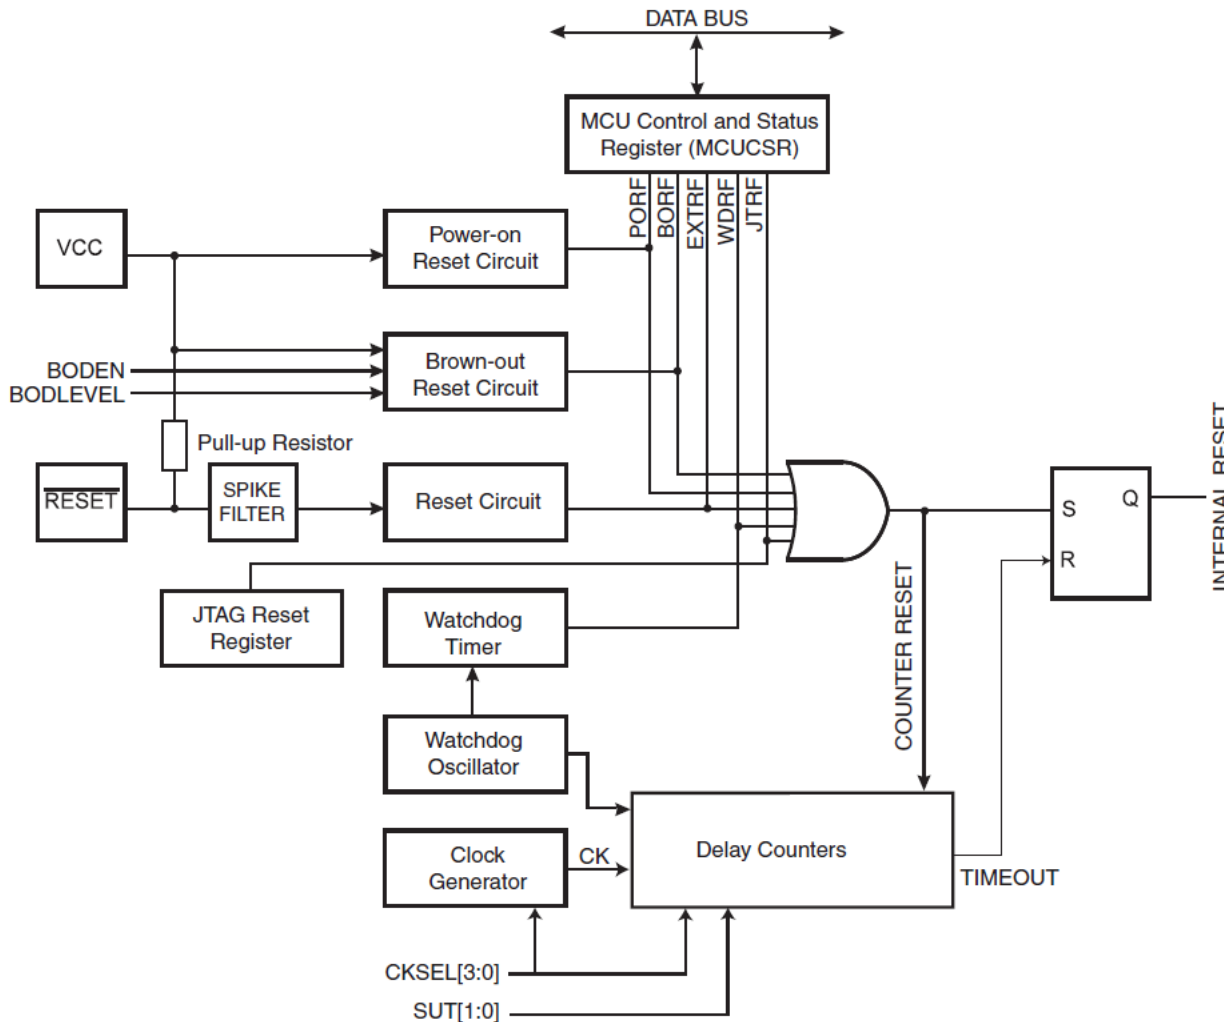 DATA BUS
MCU Control and Status
Register (MCUCSR)
PORF
BORF
EXTRF
WDRF
JTRF
VCC
Power-on
Reset Circuit
BODEN
BODLEVEL
Brown-out
Reset Circuit
Pull-up Resistor
RESET
SPIKE
FILTER
Reset Circuit
S
Q
R
INTERNAL RESET
JTAG Reset
Register
Watchdog
Timer
COUNTER RESET
Watchdog
Oscillator
Clock
Generator
CK
Delay Counters
TIMEOUT
CKSEL[3:0]
SUT[1:0]